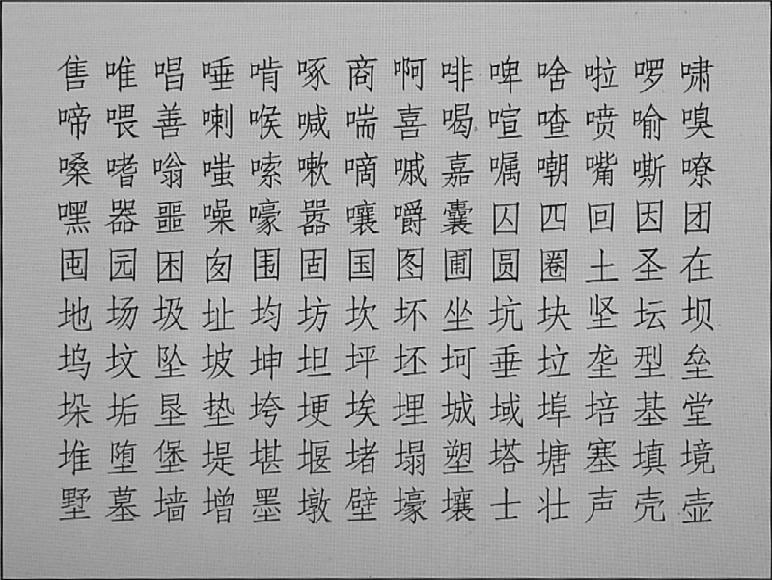 售唯唱唾啃啄商啊啡啤啥啦啰啸
啼喂善喇喉喊喘喜喝喧喳喷喻嗅
嗓嗜嗡嗤嗦嗽嘀嘁嘉嘱嘲嘴嘶嘹
嘿器噩噪嚎嚣嚷嚼囊囚四回因团
囤园困囱围固国图圃圆圈土圣在
地场圾址均坊坎坏坐坑块坚坛坝
坞坟坠坡坤坦坪坯坷垂垃垄型垒
垛垢垦垫垮埂埃埋城域埠培基堂
堆堕堡堤堪堰堵塌塑塔塘塞填境
墅墓墙增墨墩壁壕壤士壮声壳壶